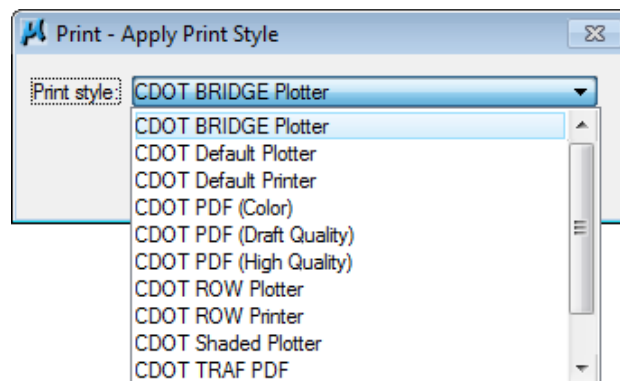 Print - Apply Print Style
Print style: CDOT BRIDGE Plotter
CDOT BRIDGE Plotter
CDOT Default Plotter
CDOT Default Printer
CDOT PDF (Color)
CDOT PDF (Draft Quality)
CDOT PDF (High Quality)
CDOT ROW Plotter
CDOT ROW Printer
CDOT Shaded Plotter
CDOT TRAF PDF